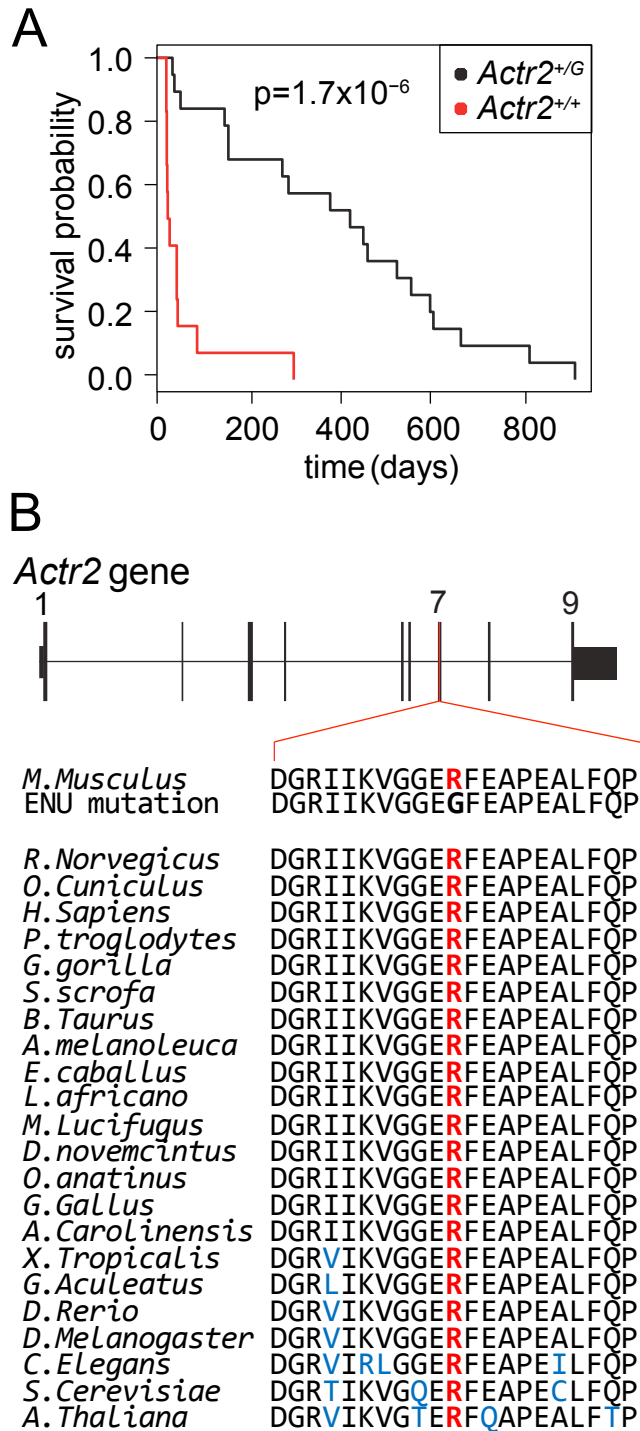 A
survival probability
1.0
0.8
0.6
0.4
0.2
0.0
p=1.7x10⁻⁶
Actr2+/G
Actr2+/+
0 200 400 600 800
time (days)
B
Actr2 gene
1 7 9
M.Musculus DGRIIKVGGERFEAPEALFQP
ENU mutation DGRIIKVGGEGFEAPEALFQP
R.Norvegicus DGRIIKVGGERFEAPEALFQP
O.Cuniculus DGRIIKVGGERFEAPEALFQP
H.Sapiens DGRIIKVGGERFEAPEALFQP
P.troglodytes DGRIIKVGGERFEAPEALFQP
G.gorilla DGRIIKVGGERFEAPEALFQP
S.scrofa DGRIIKVGGERFEAPEALFQP
B.Taurus DGRIIKVGGERFEAPEALFQP
A.melanoleuca DGRIIKVGGERFEAPEALFQP
E.caballus DGRIIKVGGERFEAPEALFQP
L.africano DGRIIKVGGERFEAPEALFQP
M.Lucifugus DGRIIKVGGERFEAPEALFQP
D.novemcintus DGRIIKVGGERFEAPEALFQP
O.anatinus DGRIIKVGGERFEAPEALFQP
G.Gallus DGRIIKVGGERFEAPEALFQP
A.Carolinensis DGRIIKVGGERFEAPEALFQP
X.Tropicalis DGRVIKVGGERFEAPEALFQP
G.Aculeatus DGRLIKVGGERFEAPEALFQP
D.Rerio DGRVIKVGGERFEAPEALFQP
D.Melanogaster DGRVIKVGGERFEAPEALFQP
C.Elegans DGRVIRLGGERFEAPEILFQP
S.Cerevisiae DGRTIKVGQERFEAPECLFQP
A.Thaliana DGRVIKVGTERFQAPEALFTP